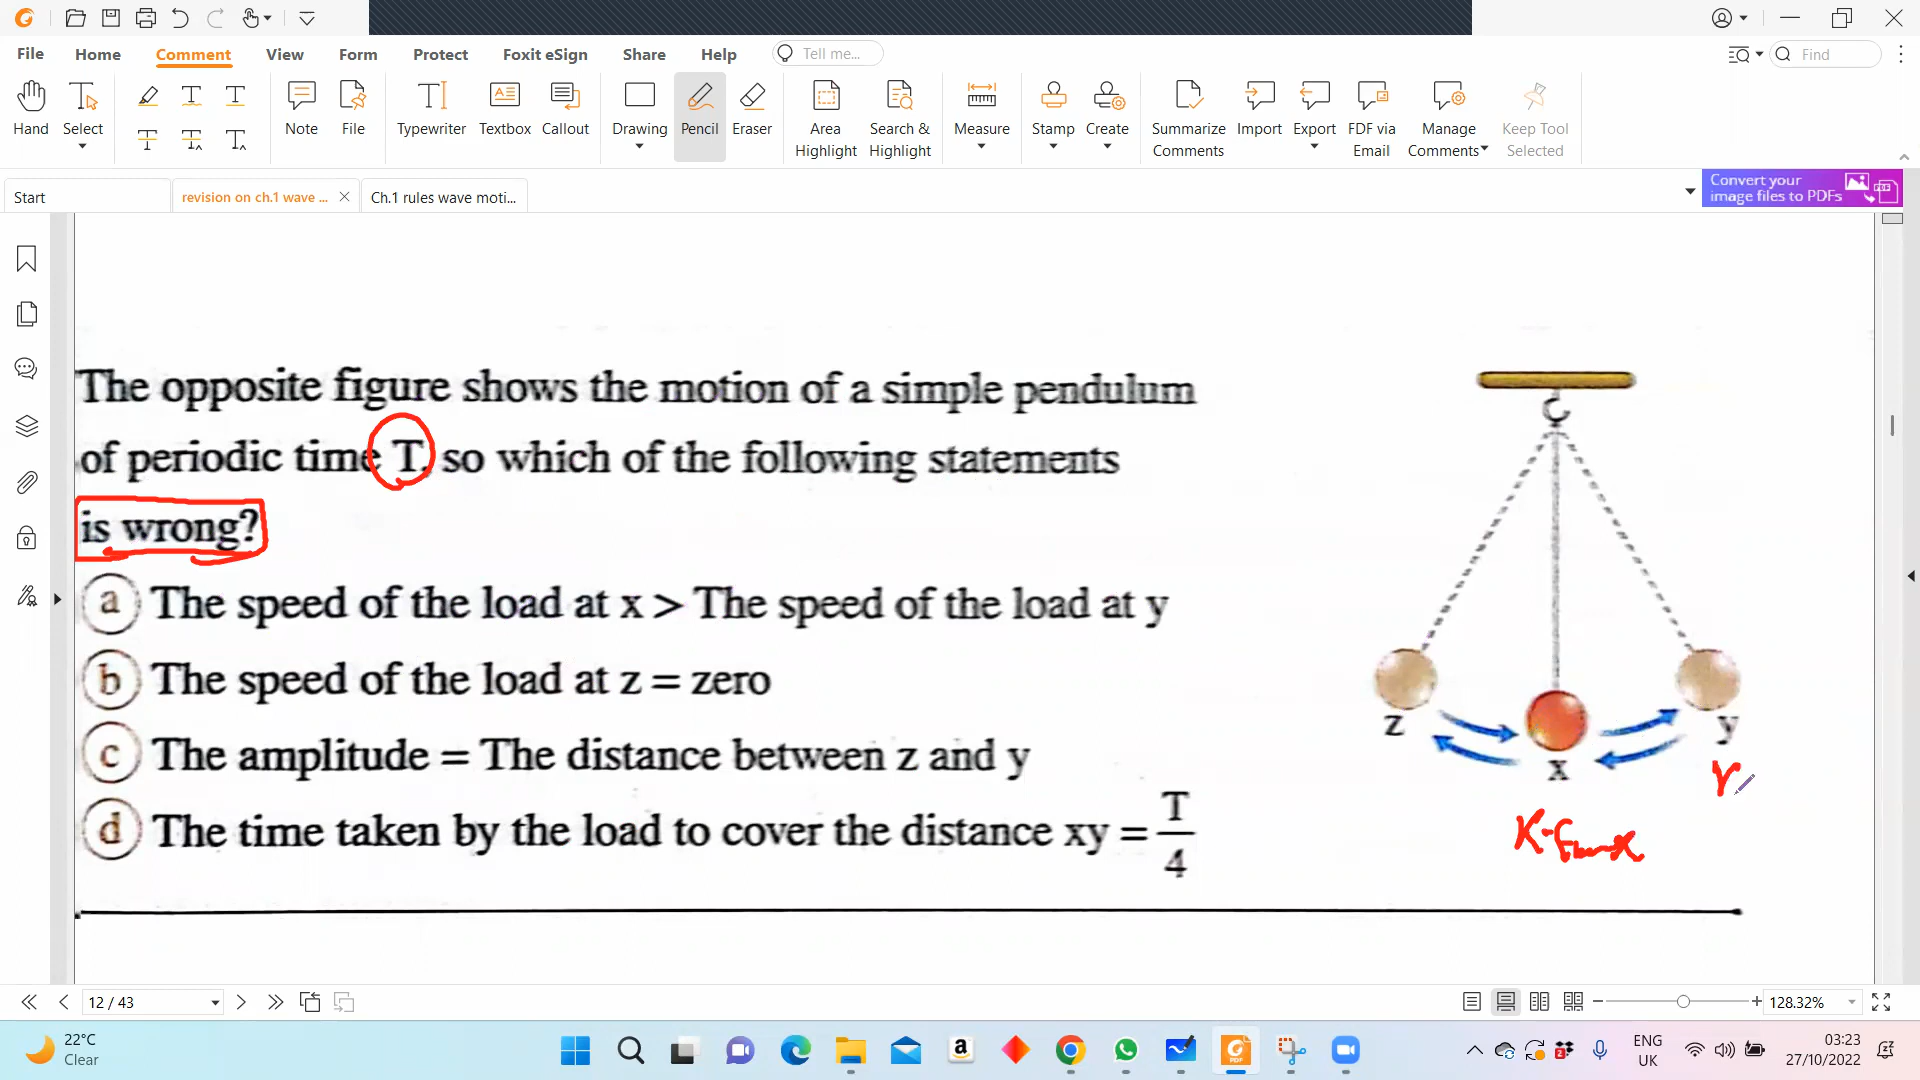 File
Home
Comment
View
Form
Protect
Foxit eSign
Share
Help
Tell me...
Find
Hand
Select
Note
File
Typewriter
Textbox
Callout
Drawing
Pencil
Eraser
Area Highlight
Search & Highlight
Measure
Stamp
Create
Summarize Comments
Import
Export
FDF via Email
Manage Comments
Keep Tool Selected
Start
revision on ch.1 wave ...
Ch.1 rules wave moti...
Convert your
image files to PDFs
The opposite figure shows the motion of a simple pendulum
of periodic time T, so which of the following statements
is wrong?
a The speed of the load at x > The speed of the load at y
b The speed of the load at z = zero
c The amplitude = The distance between z and y
d The time taken by the load to cover the distance xy = T/4
z
x
y
12 / 43
128.32%
22°C
Clear
ENG
UK
03:23
27/10/2022